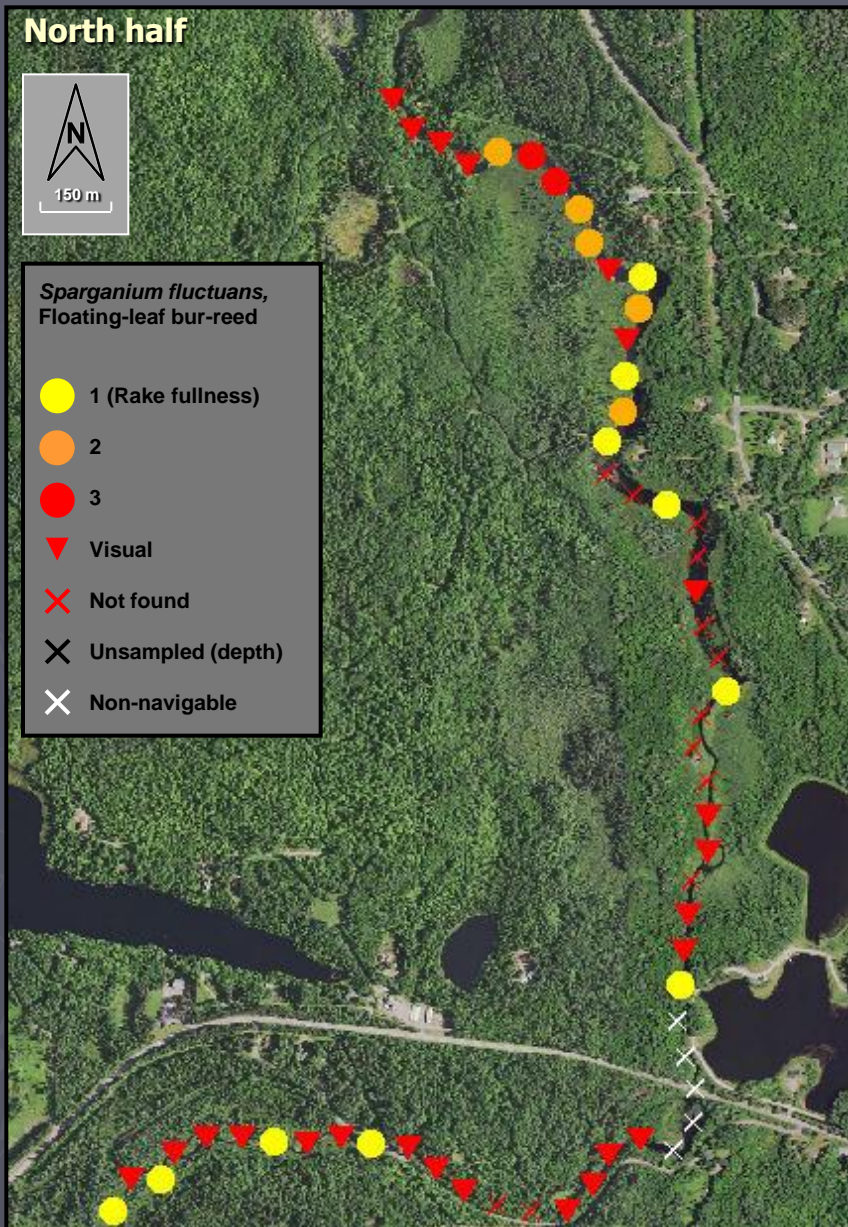 North half
N
150 m
Sparganium fluctuans,
Floating-leaf bur-reed
1 (Rake fullness)
2
3
Visual
Not found
Unsampled (depth)
Non-navigable